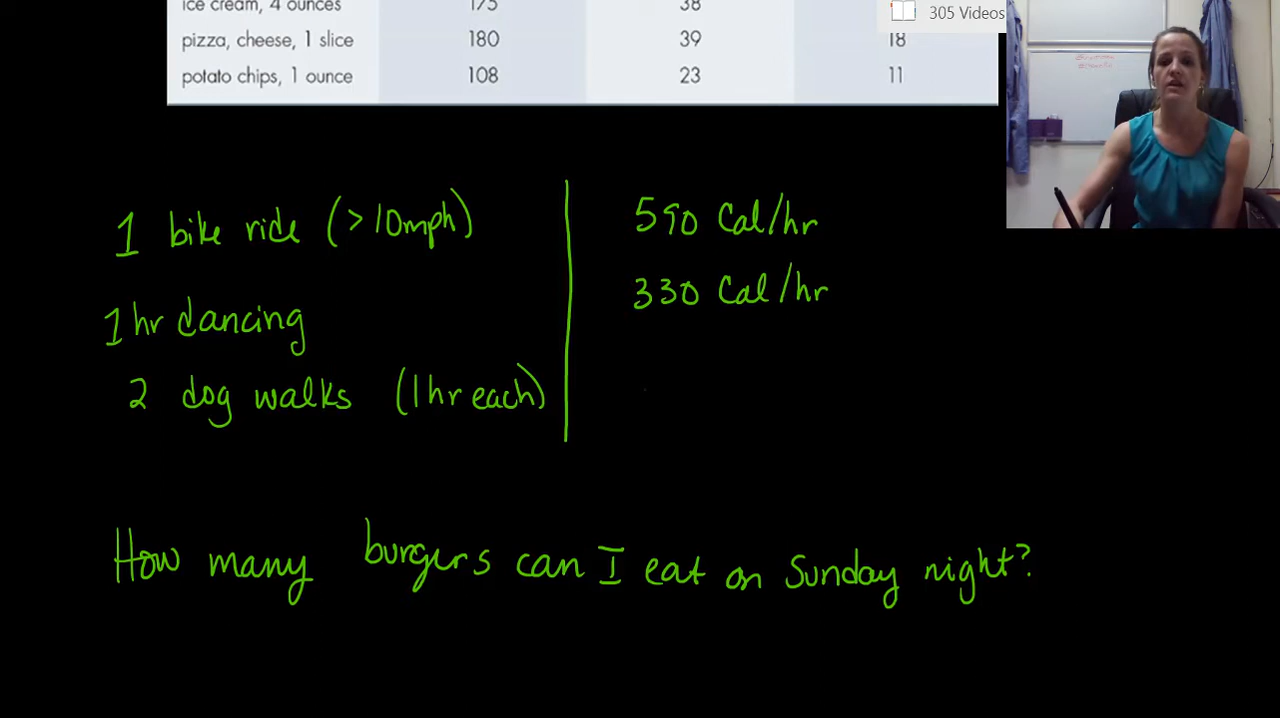 ice cream, 4 ounces 175 38
305 Videos
pizza, cheese, 1 slice 180 39 18
potato chips, 1 ounce 108 23 11
1 bike ride (>10mph) 590 Cal/hr
330 Cal/hr
1 hr dancing
2 dog walks (1hr each)
How many burgers can I eat on Sunday night?